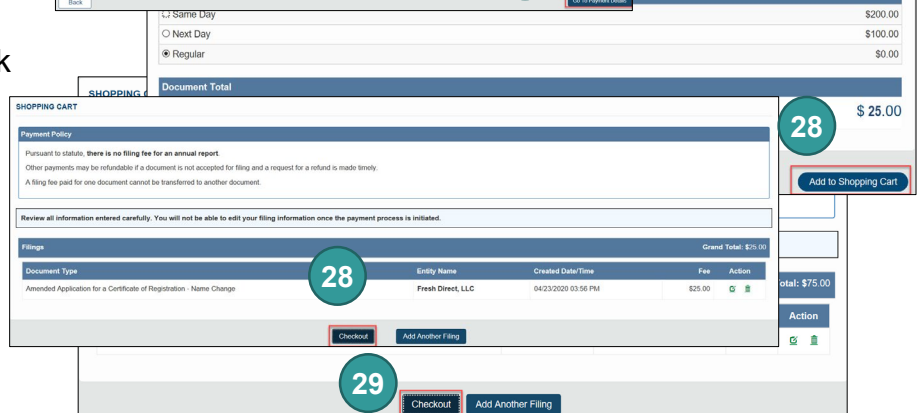 Back
Go To Payment Details
Same Day $200.00
Next Day $100.00
Regular $0.00
k
Document Total
SHOPPING
$ 25.00
28
Add to Shopping Cart
SHOPPING CART
Payment Policy
Pursuant to statute, there is no filing fee for an annual report.
Other payments may be refundable if a document is not accepted for filing and a request for a refund is made timely.
A filing fee paid for one document cannot be transferred to another document.
Review all information entered carefully. You will not be able to edit your filing information once the payment process is initiated.
Filings Grand Total: $25.00
Document Type Entity Name Created Date/Time Fee Action
28
Amended Application for a Certificate of Registration - Name Change Fresh Direct, LLC 04/23/2020 03:56 PM $25.00
Checkout Add Another Filing
otal: $75.00
Action
29
Checkout Add Another Filing